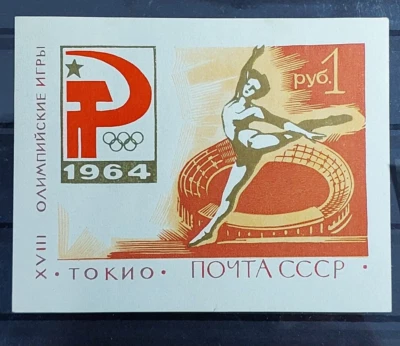 XVIII ОЛИМПИЙСКИЕ ИГРЫ
1964
РУБ. 1
• ТОКИО • ПОЧТА СССР •